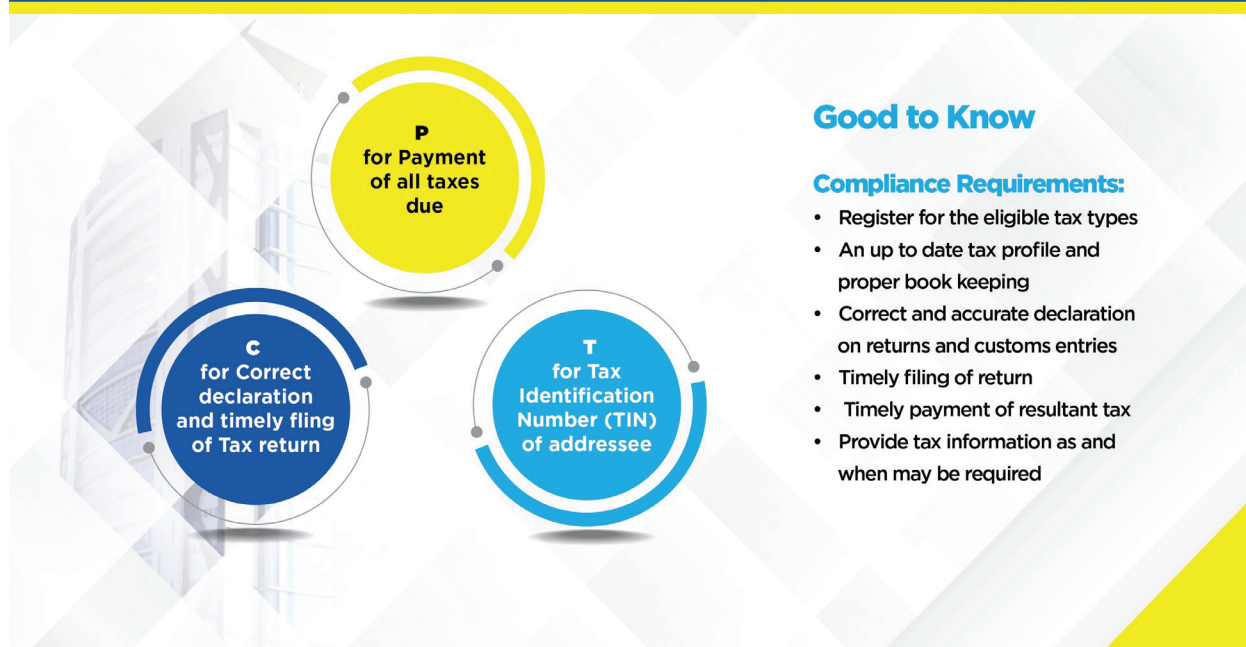 P
for Payment
of all taxes
due
C
for Correct
declaration
and timely fling
of Tax return
T
for Tax
Identification
Number (TIN)
of addressee
Good to Know
Compliance Requirements:
• Register for the eligible tax types
• An up to date tax profile and
proper book keeping
• Correct and accurate declaration
on returns and customs entries
• Timely filing of return
• Timely payment of resultant tax
• Provide tax information as and
when may be required